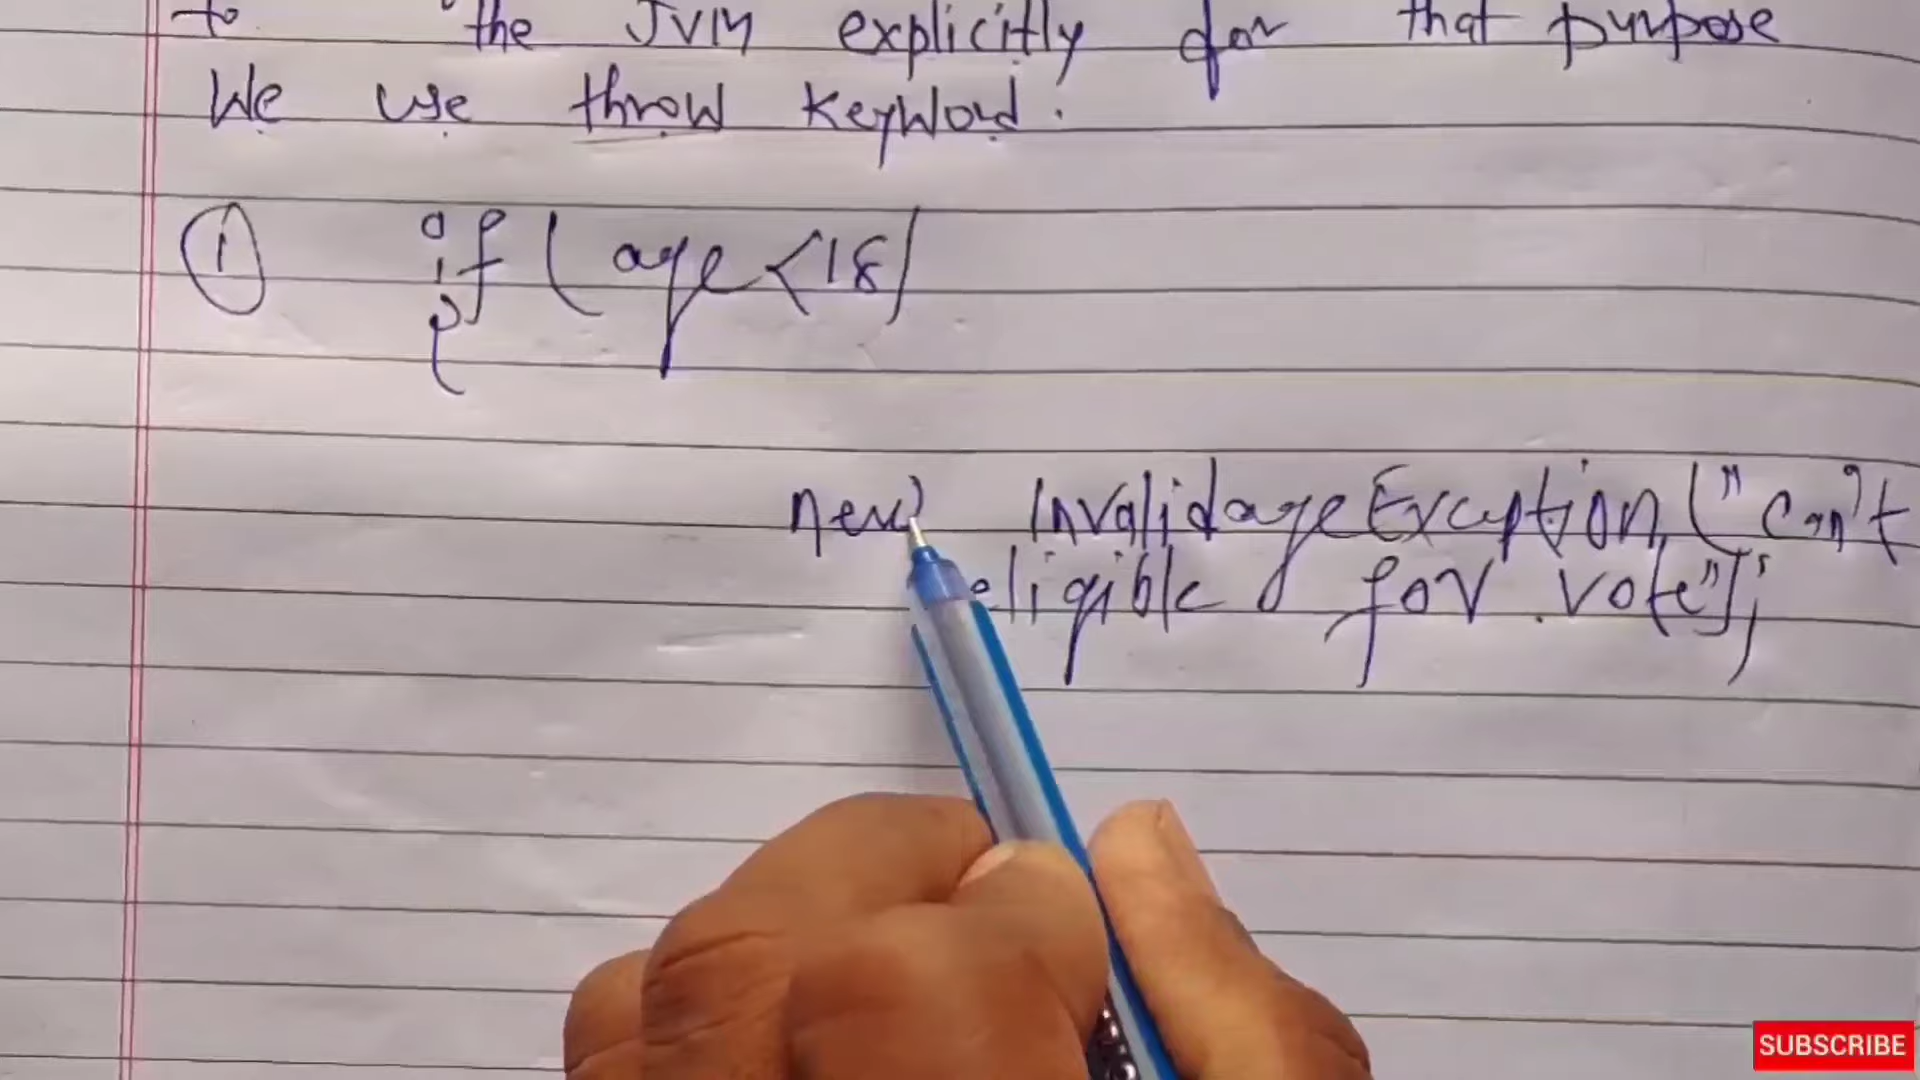 to the JVM explicitly for that purpose
We use throw keyword.
1 if (age<18)
{
new InvalidageException("Can't
eligible for vote");
SUBSCRIBE